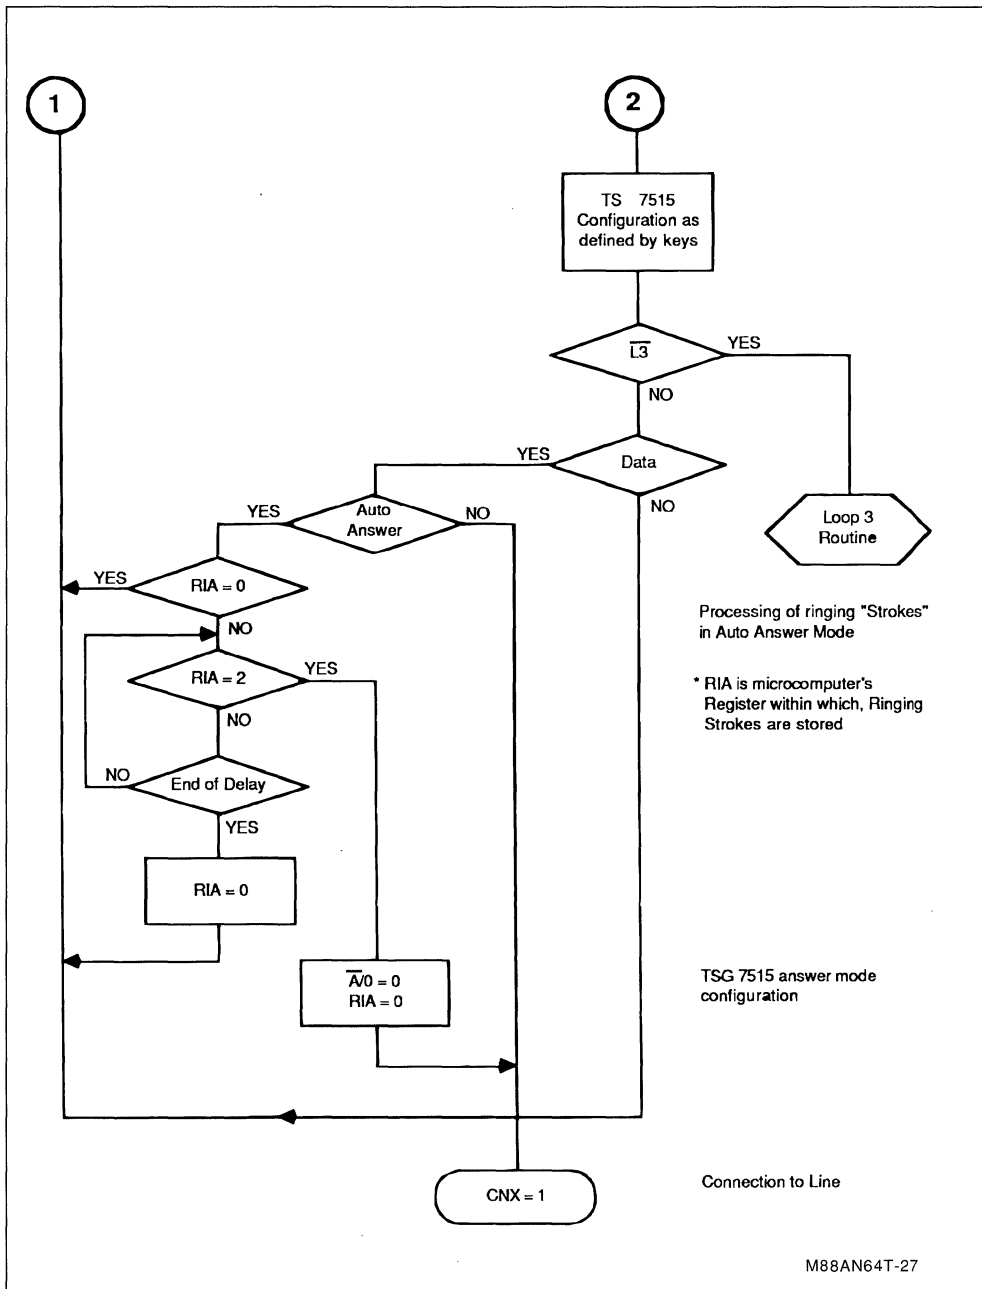 1
2
TS 7515
Configuration as
defined by keys
L̅3̅
YES
NO
YES
Data
NO
YES
Auto
Answer
NO
Loop 3
Routine
YES
RIA = 0
NO
Processing of ringing "Strokes"
in Auto Answer Mode
RIA = 2
YES
NO
* RIA is microcomputer's
Register within which, Ringing
Strokes are stored
NO
End of Delay
YES
RIA = 0
A̅/0 = 0
RIA = 0
TSG 7515 answer mode
configuration
CNX = 1
Connection to Line
M88AN64T-27